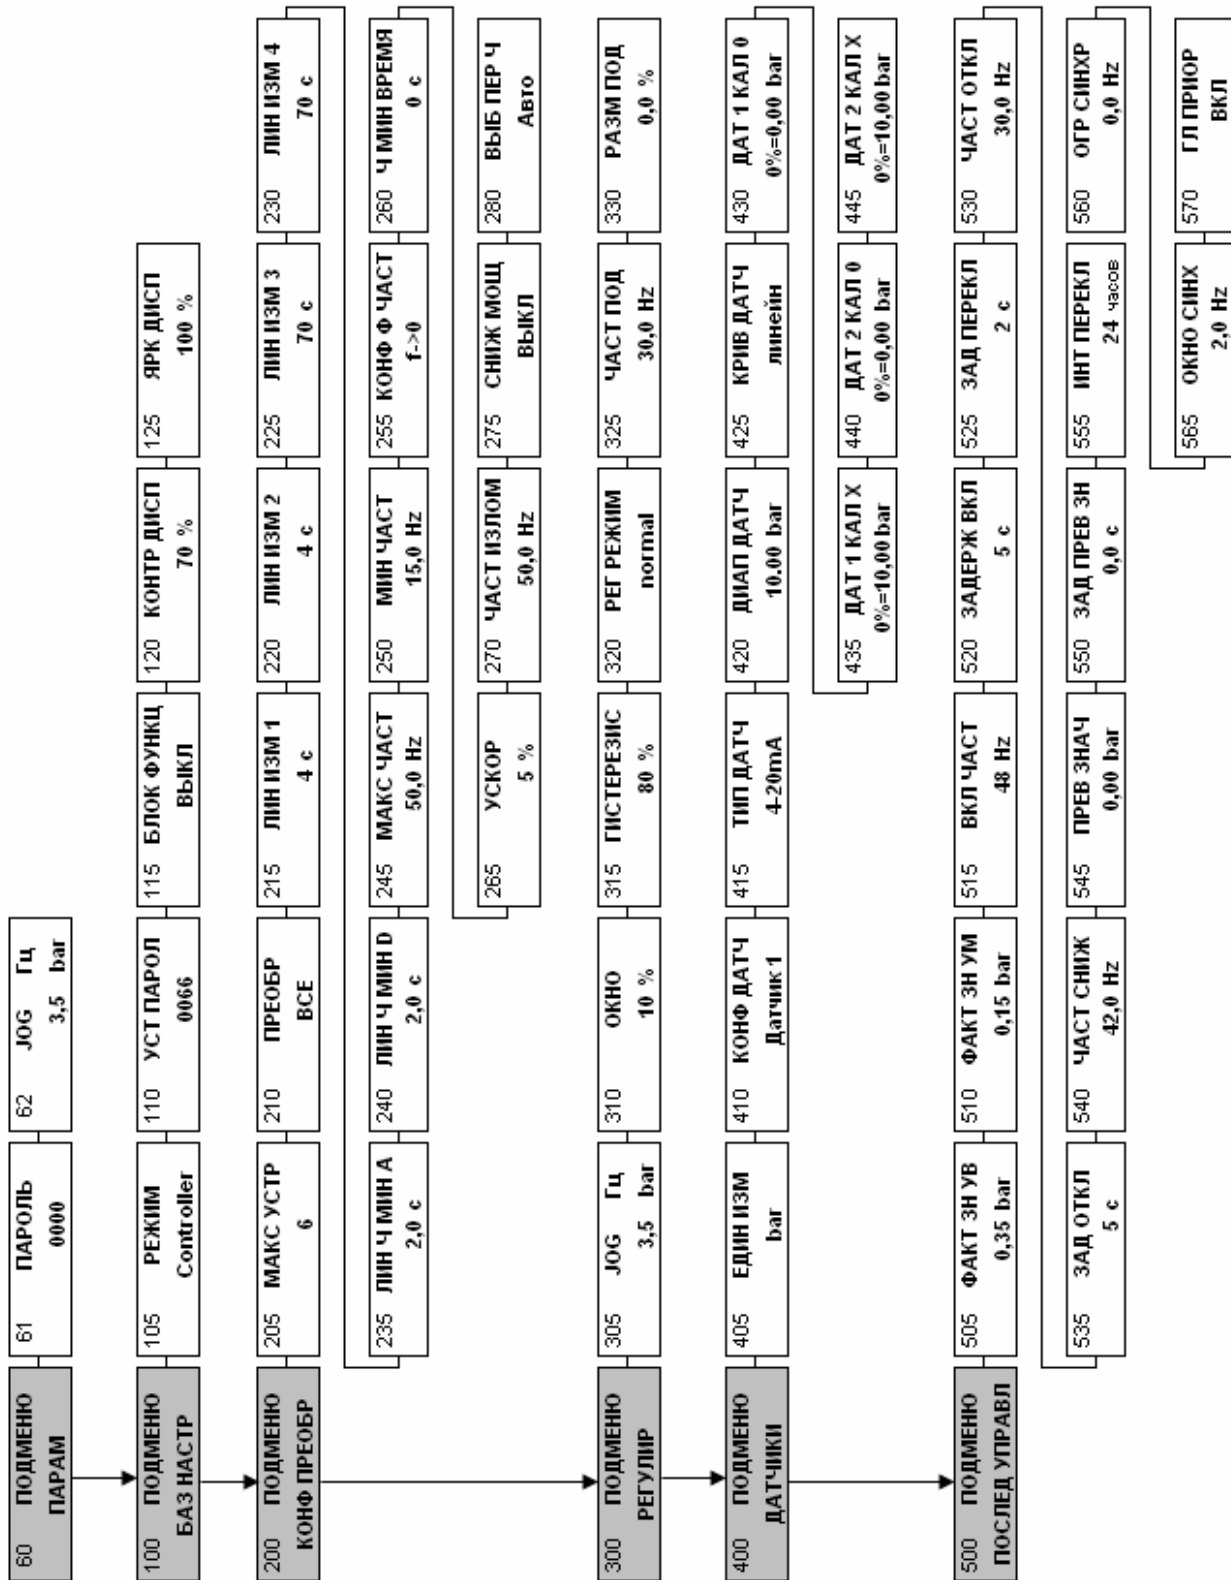 60 ПОДМЕНЮ
ПАРАМ
61 ПАРОЛЬ
0000
62 JOG Гц
3,5 bar
100 ПОДМЕНЮ
БАЗ НАСТР
105 РЕЖИМ
Controller
110 УСТ ПАРОЛ
0066
115 БЛОК ФУНКЦ
ВЫКЛ
120 КОНТР ДИСП
70 %
125 ЯРК ДИСП
100 %
200 ПОДМЕНЮ
КОНФ ПРЕОБР
205 МАКС УСТР
6
210 ПРЕОБР
ВСЕ
215 ЛИН ИЗМ 1
4 с
220 ЛИН ИЗМ 2
4 с
225 ЛИН ИЗМ 3
70 с
230 ЛИН ИЗМ 4
70 с
235 ЛИН Ч МИН A
2,0 с
240 ЛИН Ч МИН D
2,0 с
245 МАКС ЧАСТ
50,0 Hz
250 МИН ЧАСТ
15,0 Hz
255 КОНФ Ф ЧАСТ
f->0
260 Ч МИН ВРЕМЯ
0 с
265 УСКОР
5 %
270 ЧАСТ ИЗЛОМ
50,0 Hz
275 СНИЖ МОЩ
ВЫКЛ
280 ВЫБ ПЕР Ч
Авто
300 ПОДМЕНЮ
РЕГУЛИР
305 JOG Гц
3,5 bar
310 ОКНО
10 %
315 ГИСТЕРЕЗИС
80 %
320 РЕГ РЕЖИМ
normal
325 ЧАСТ ПОД
30,0 Hz
330 РАЗМ ПОД
0,0 %
400 ПОДМЕНЮ
ДАТЧИКИ
405 ЕДИН ИЗМ
bar
410 КОНФ ДАТЧ
Датчик 1
415 ТИП ДАТЧ
4-20mA
420 ДИАП ДАТЧ
10.00 bar
425 КРИВ ДАТЧ
линейн
430 ДАТ 1 КАЛ 0
0%=0,00 bar
435 ДАТ 1 КАЛ X
0%=10,00 bar
440 ДАТ 2 КАЛ 0
0%=0,00 bar
445 ДАТ 2 КАЛ X
0%=10,00 bar
500 ПОДМЕНЮ
ПОСЛЕД УПРАВЛ
505 ФАКТ ЗН УВ
0,35 bar
510 ФАКТ ЗН УМ
0,15 bar
515 ВКЛ ЧАСТ
48 Hz
520 ЗАДЕРЖ ВКЛ
5 с
525 ЗАД ПЕРЕКЛ
2 с
530 ЧАСТ ОТКЛ
30,0 Hz
535 ЗАД ОТКЛ
5 с
540 ЧАСТ СНИЖ
42,0 Hz
545 ПРЕВ ЗНАЧ
0,00 bar
550 ЗАД ПРЕВ ЗН
0,0 с
555 ИНТ ПЕРЕКЛ
24 часов
560 ОГР СИНХР
0,0 Hz
565 ОКНО СИНХ
2,0 Hz
570 ГЛ ПРИОР
ВКЛ